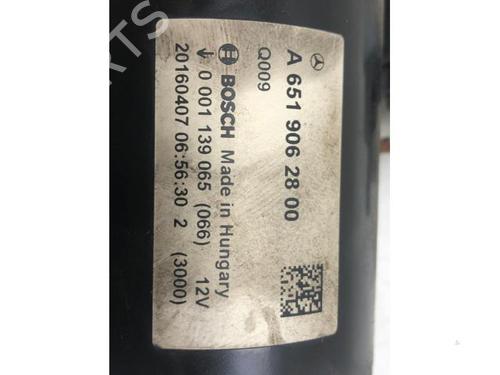 A 651 906 28 00
Q009
BOSCH Made in Hungary
0 001 139 065 (066) 12V
20160407 06:56:30 2 (3000)